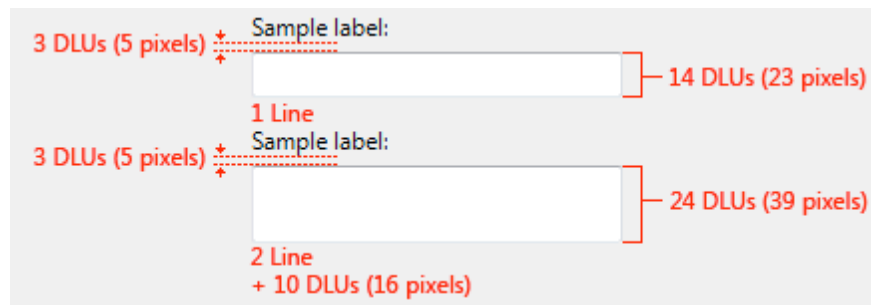 Sample label:
3 DLUs (5 pixels)
14 DLUs (23 pixels)
1 Line
Sample label:
3 DLUs (5 pixels)
24 DLUs (39 pixels)
2 Line
+ 10 DLUs (16 pixels)